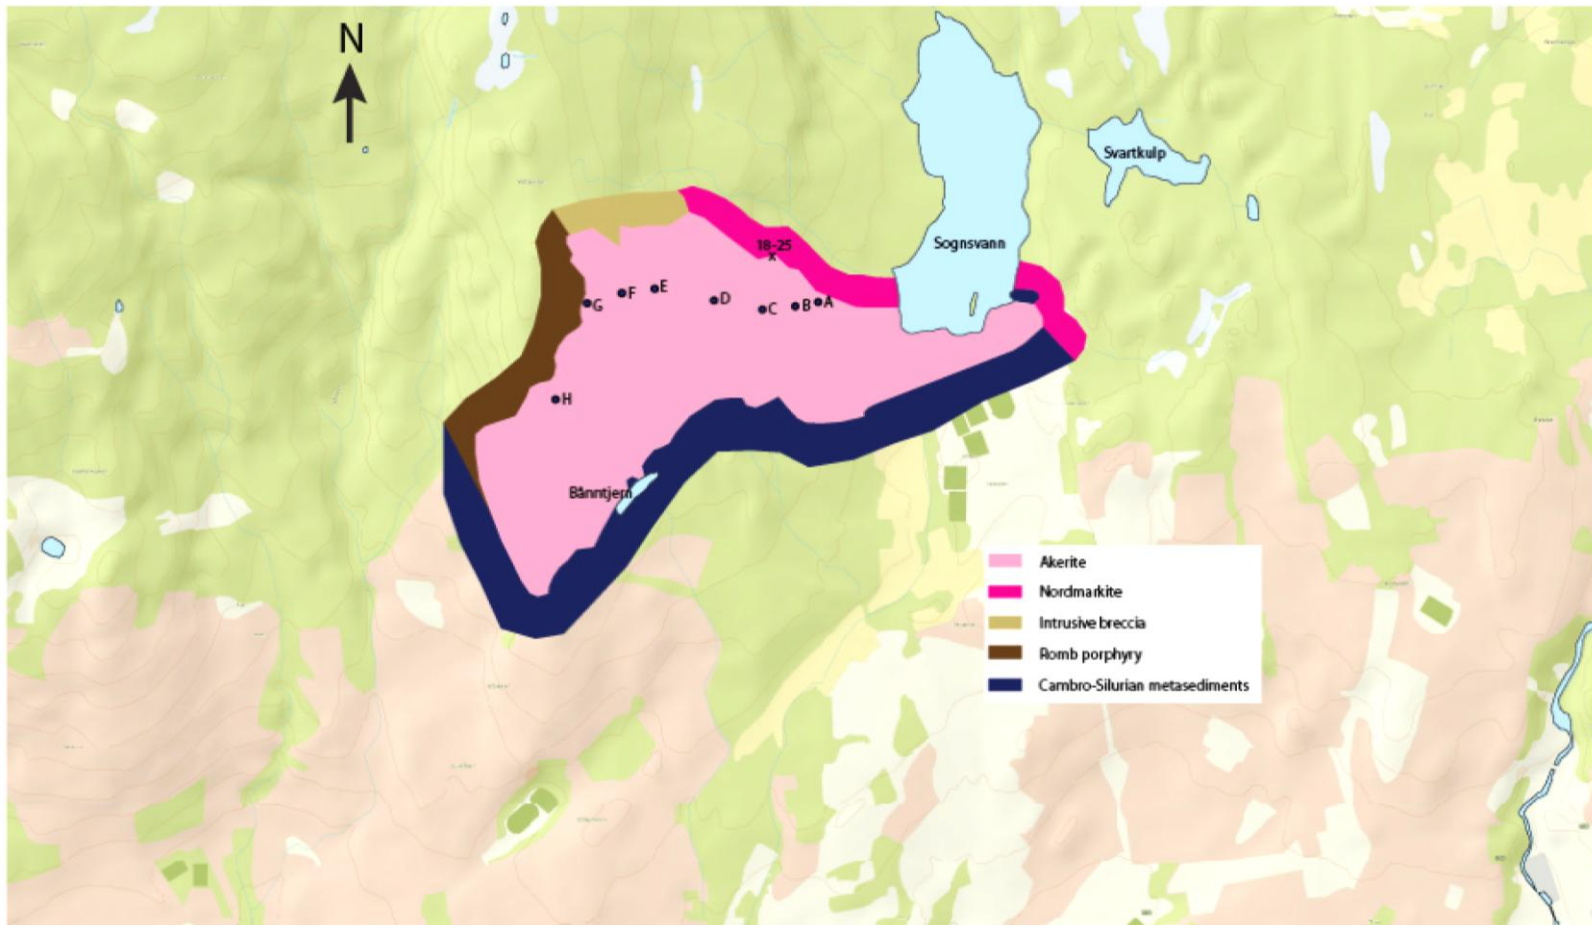 N
Svartkulp
Sognsvann
18-25
x
E
F
G
D
C
B
A
H
Bånntjern
Akerite
Nordmarkite
Intrusive breccia
Romb porphyry
Cambro-Silurian metasediments